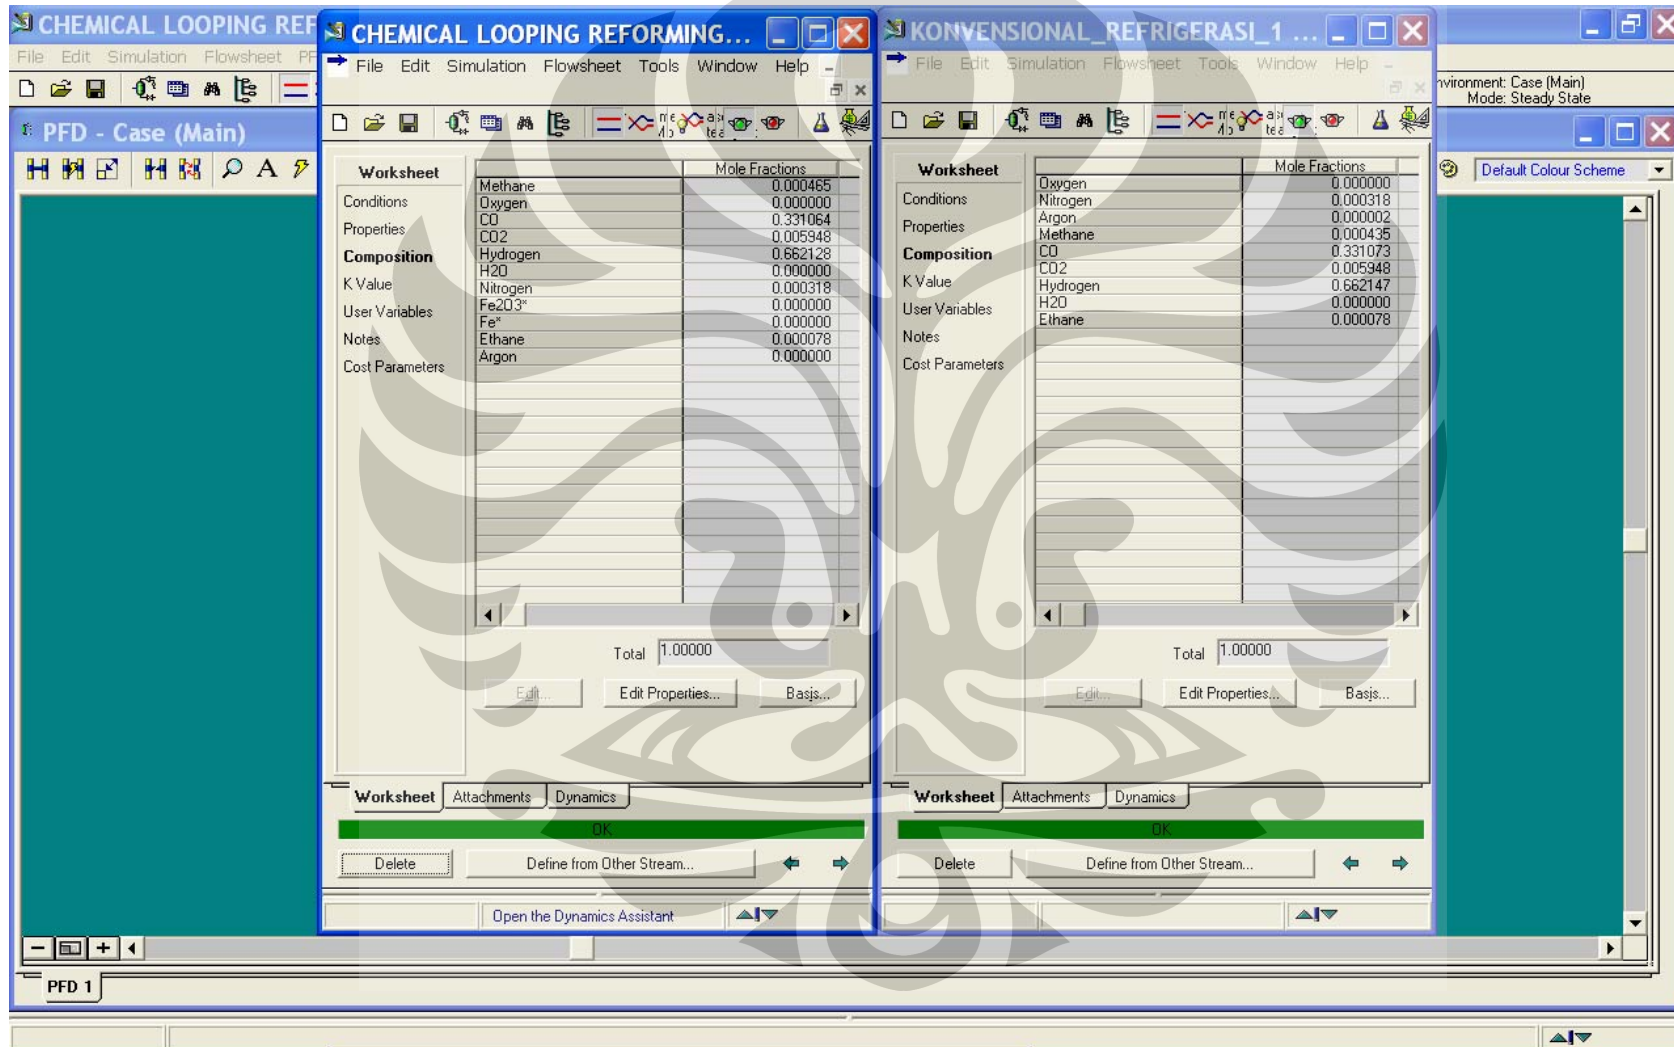 CHEMICAL LOOPING REF
File Edit Simulation Flowsheet PF
PFD - Case (Main)
CHEMICAL LOOPING REFORMING...
File Edit Simulation Flowsheet Tools Window Help
Worksheet
Conditions
Properties
Composition
K Value
User Variables
Notes
Cost Parameters
Mole Fractions
Methane 0.000465
Oxygen 0.000000
CO 0.331064
CO2 0.005948
Hydrogen 0.662128
H2O 0.000000
Nitrogen 0.000318
Fe2O3* 0.000000
Fe* 0.000000
Ethane 0.000078
Argon 0.000000
Total 1.00000
Edit... Edit Properties... Basis...
Worksheet Attachments Dynamics
OK
Delete Define from Other Stream...
Open the Dynamics Assistant
KONVENSIONAL_REFRIGERASI_1 ...
File Edit Simulation Flowsheet Tools Window Help
Worksheet
Conditions
Properties
Composition
K Value
User Variables
Notes
Cost Parameters
Mole Fractions
Oxygen 0.000000
Nitrogen 0.000318
Argon 0.000002
Methane 0.000435
CO 0.331073
CO2 0.005948
Hydrogen 0.662147
H2O 0.000000
Ethane 0.000078
Total 1.00000
Edit... Edit Properties... Basis...
Worksheet Attachments Dynamics
OK
Delete Define from Other Stream...
nvironment: Case (Main)
Mode: Steady State
Default Colour Scheme
PFD 1